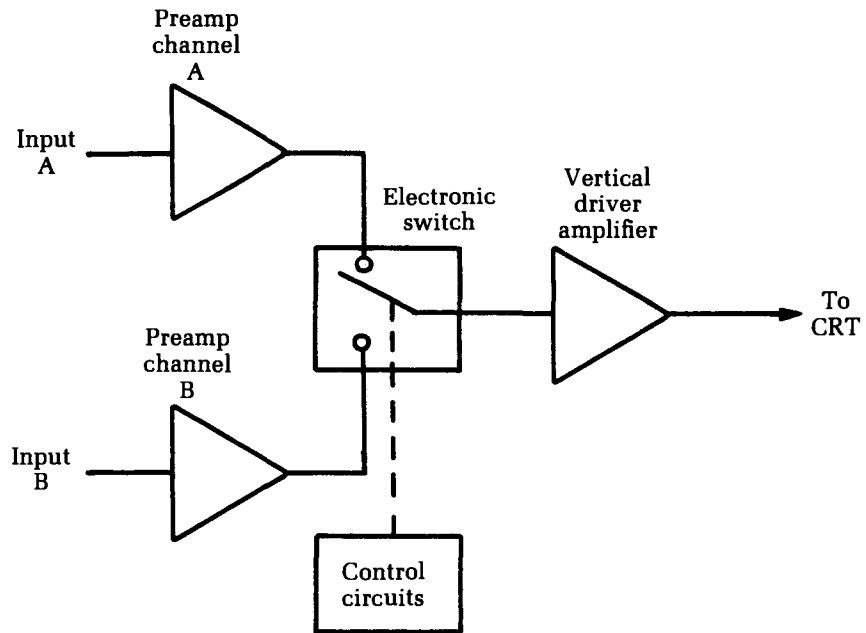 Preamp
channel
A
Input
A
Electronic
switch
Vertical
driver
amplifier
To
CRT
Preamp
channel
B
Input
B
Control
circuits